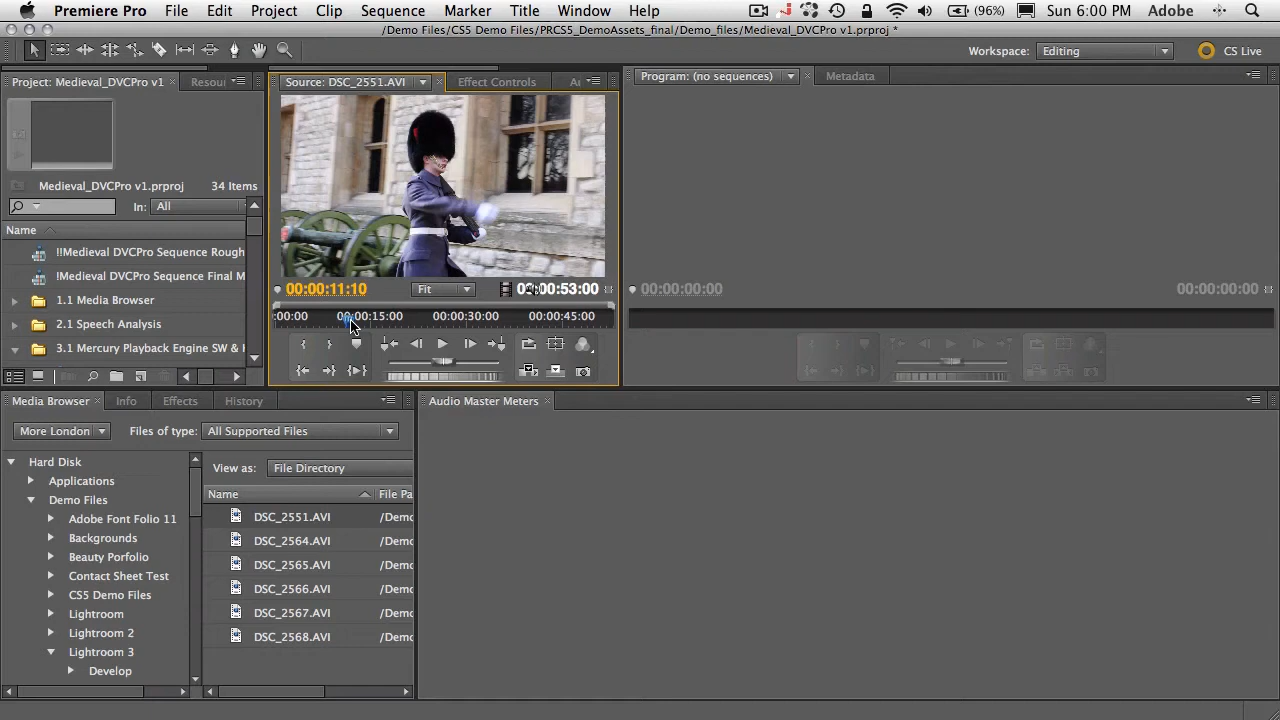 Premiere Pro File Edit Project Clip Sequence Marker Title Window Help (96%) Sun 6:00 PM Adobe
/Demo Files/CS5 Demo Files/PRCS5_DemoAssets_final/Demo_files/Medieval_DVCPro v1.prproj *
Workspace: Editing CS Live
Project: Medieval_DVCPro v1 × Resou
Source: DSC_2551.AVI × Effect Controls Au
Program: (no sequences) × Metadata
Medieval_DVCPro v1.prproj 34 Items
In: All
Name
!!Medieval DVCPro Sequence Rough
!Medieval DVCPro Sequence Final M
1.1 Media Browser
2.1 Speech Analysis
3.1 Mercury Playback Engine SW &
00:00:11:10 Fit 00:00:53:00
:00:00 00:00:15:00 00:00:30:00 00:00:45:00
00:00:00:00 00:00:00:00
Media Browser × Info Effects History
More London Files of type: All Supported Files
Hard Disk
Applications
Demo Files
Adobe Font Folio 11
Backgrounds
Beauty Porfolio
Contact Sheet Test
CS5 Demo Files
Lightroom
Lightroom 2
Lightroom 3
Develop
View as: File Directory
Name File Pa
DSC_2551.AVI /Demo
DSC_2564.AVI /Demo
DSC_2565.AVI /Demo
DSC_2566.AVI /Demo
DSC_2567.AVI /Demo
DSC_2568.AVI /Demo
Audio Master Meters ×